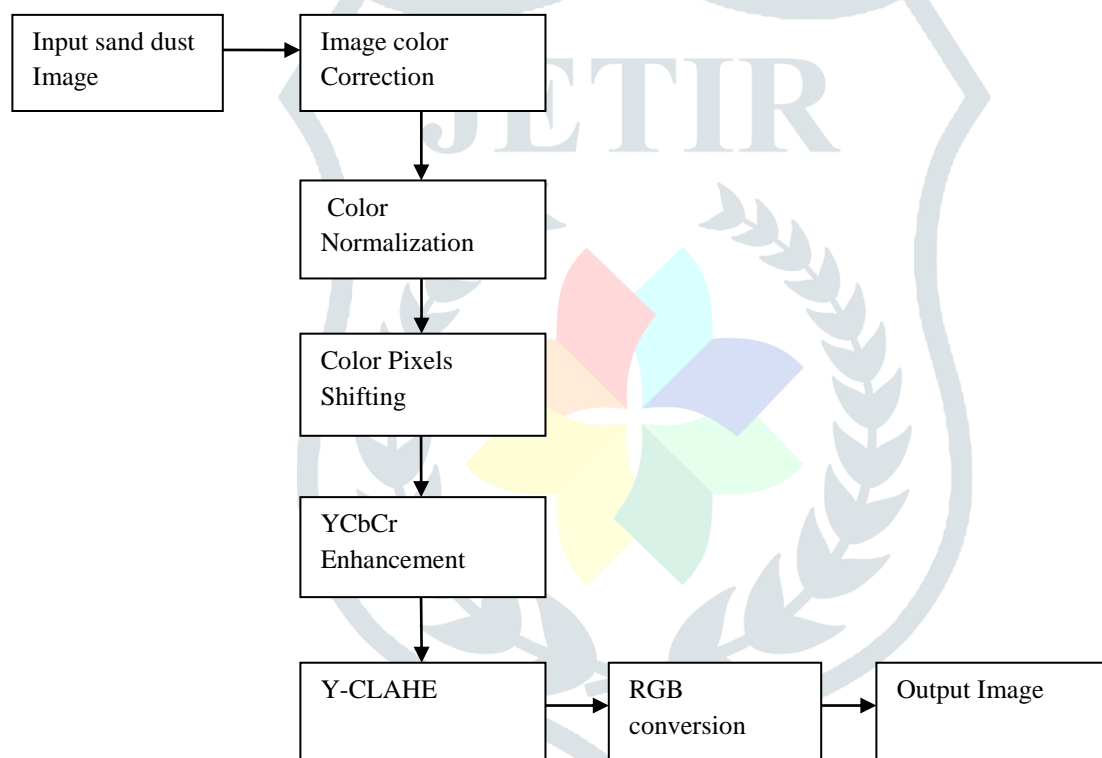 Input sand dust
Image
Image color
Correction
JETIR
Color
Normalization
Color Pixels
Shifting
YCbCr
Enhancement
Y-CLAHE
RGB
conversion
Output Image